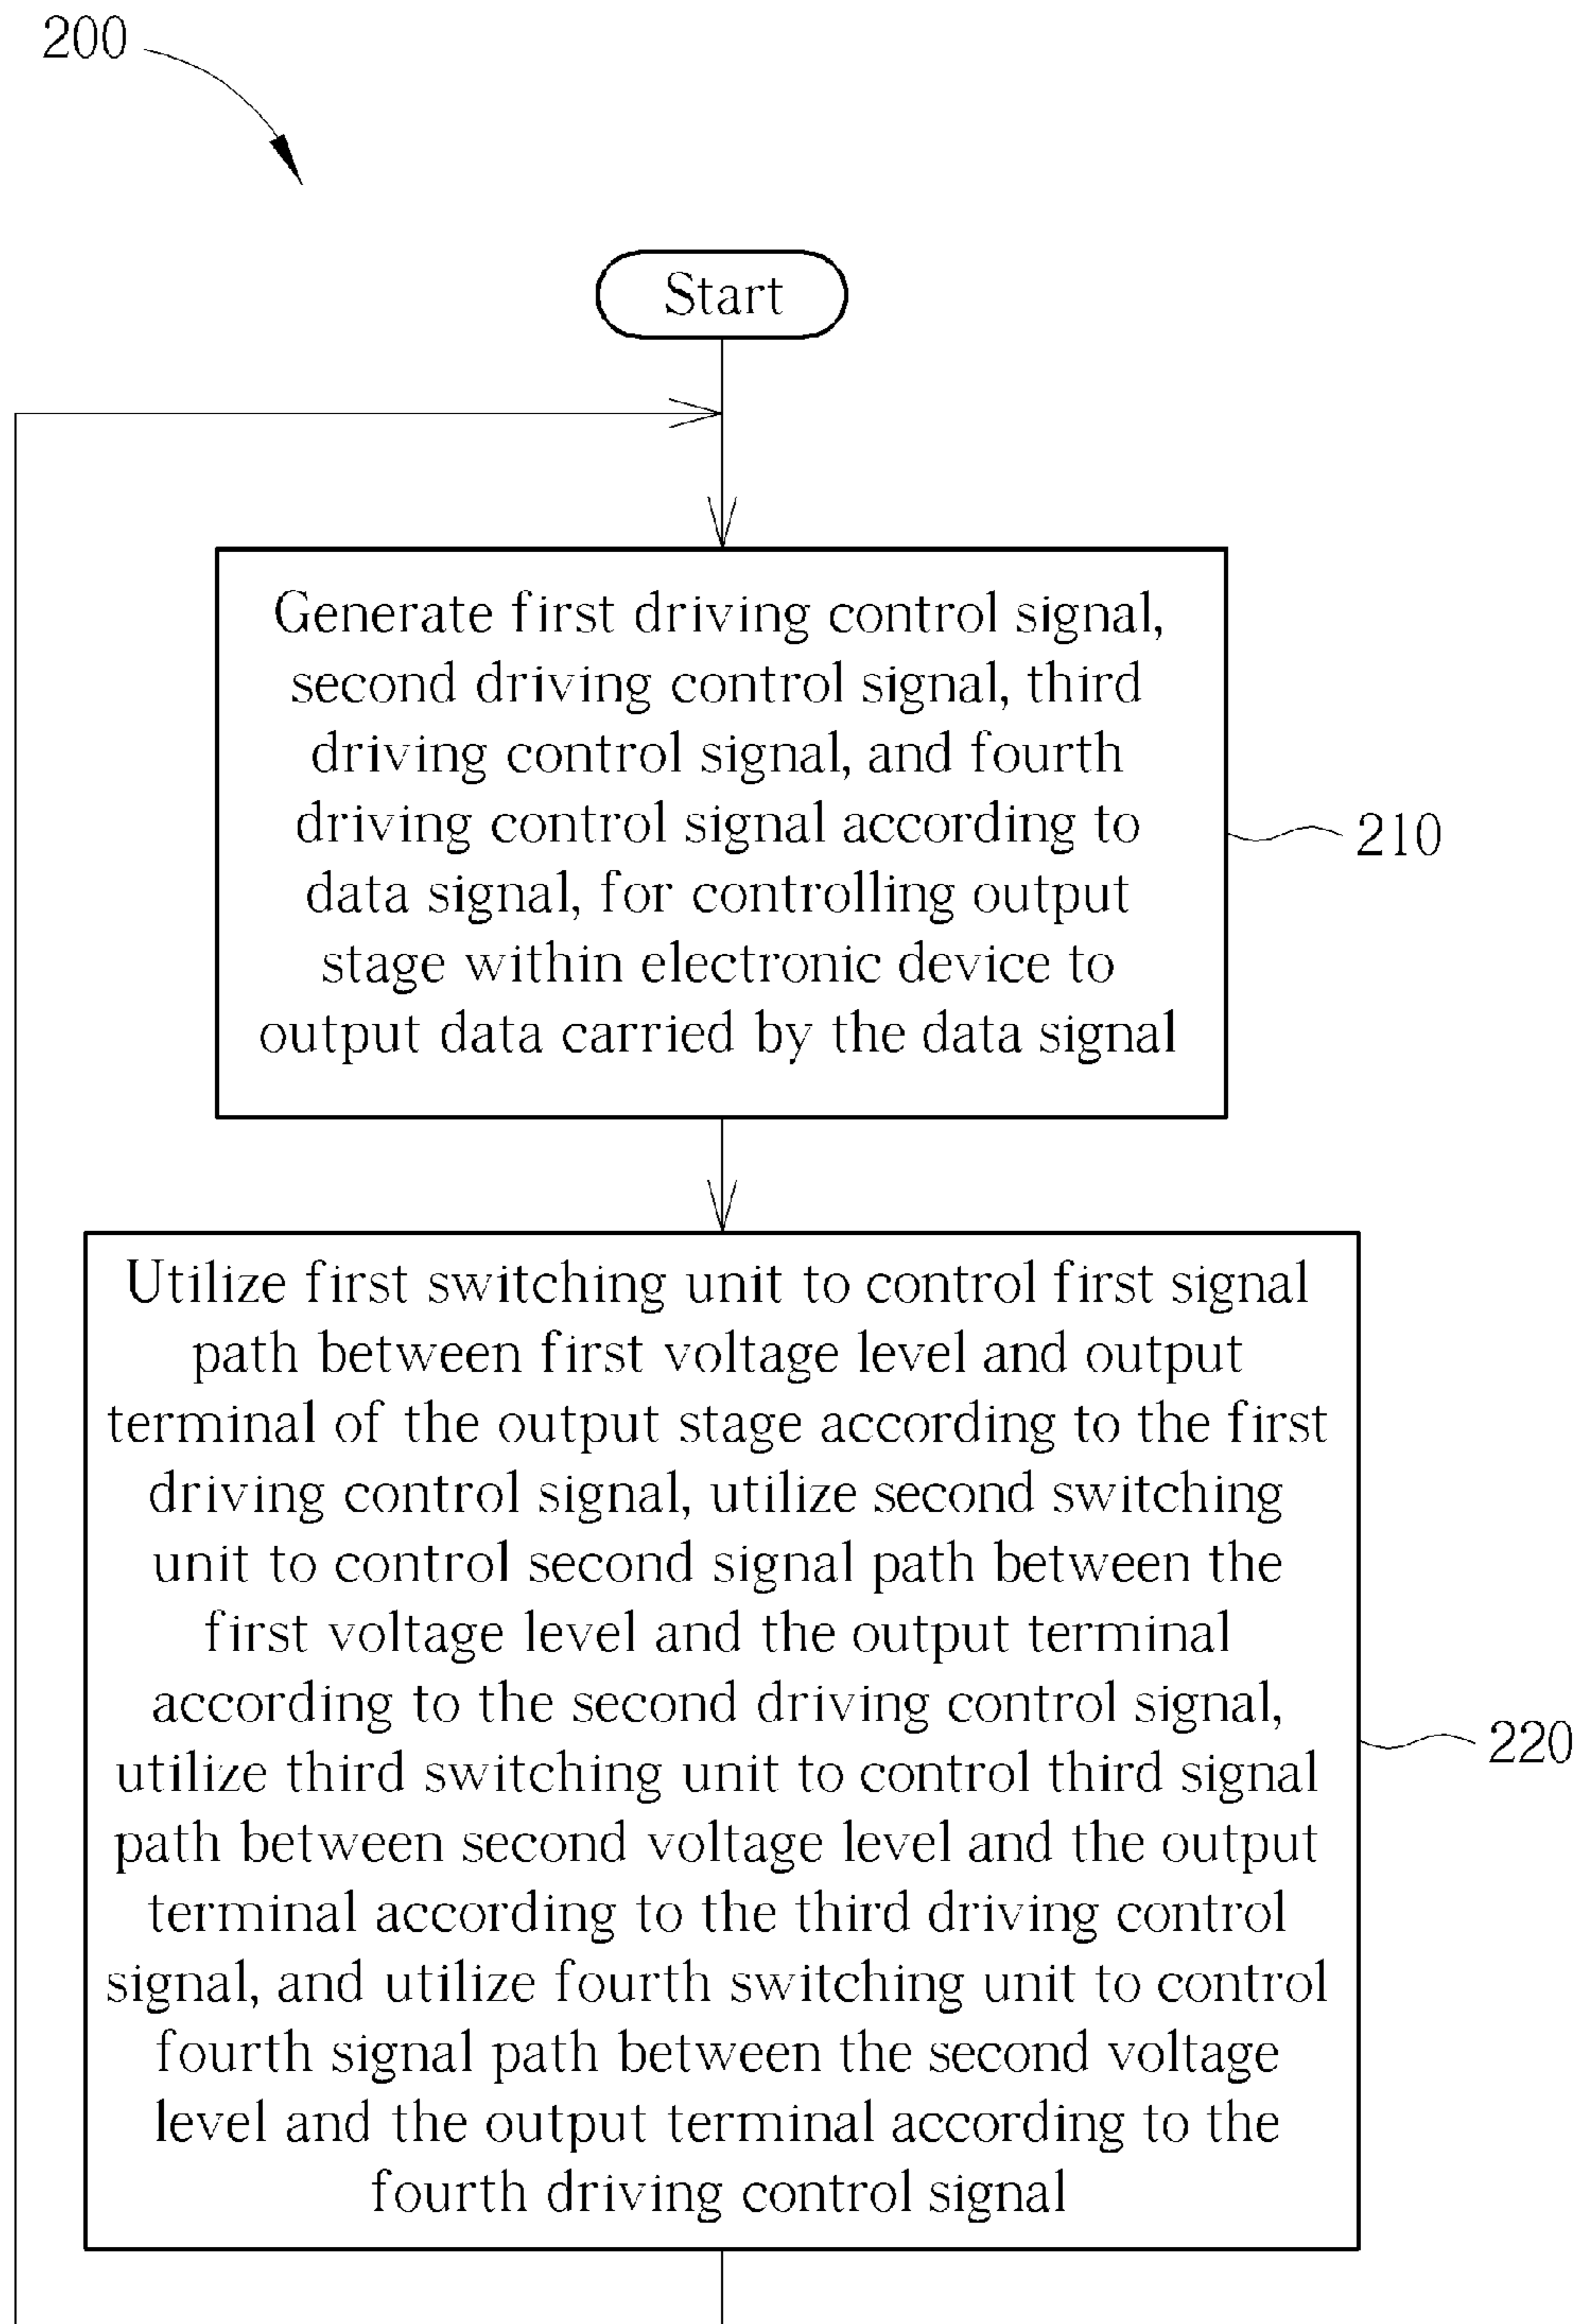 200
Start
Generate first driving control signal,
second driving control signal, third
driving control signal, and fourth
driving control signal according to
data signal, for controlling output
stage within electronic device to
output data carried by the data signal
210
Utilize first switching unit to control first signal
path between first voltage level and output
terminal of the output stage according to the first
driving control signal, utilize second switching
unit to control second signal path between the
first voltage level and the output terminal
according to the second driving control signal,
utilize third switching unit to control third signal
path between second voltage level and the output
terminal according to the third driving control
signal, and utilize fourth switching unit to control
fourth signal path between the second voltage
level and the output terminal according to the
fourth driving control signal
220